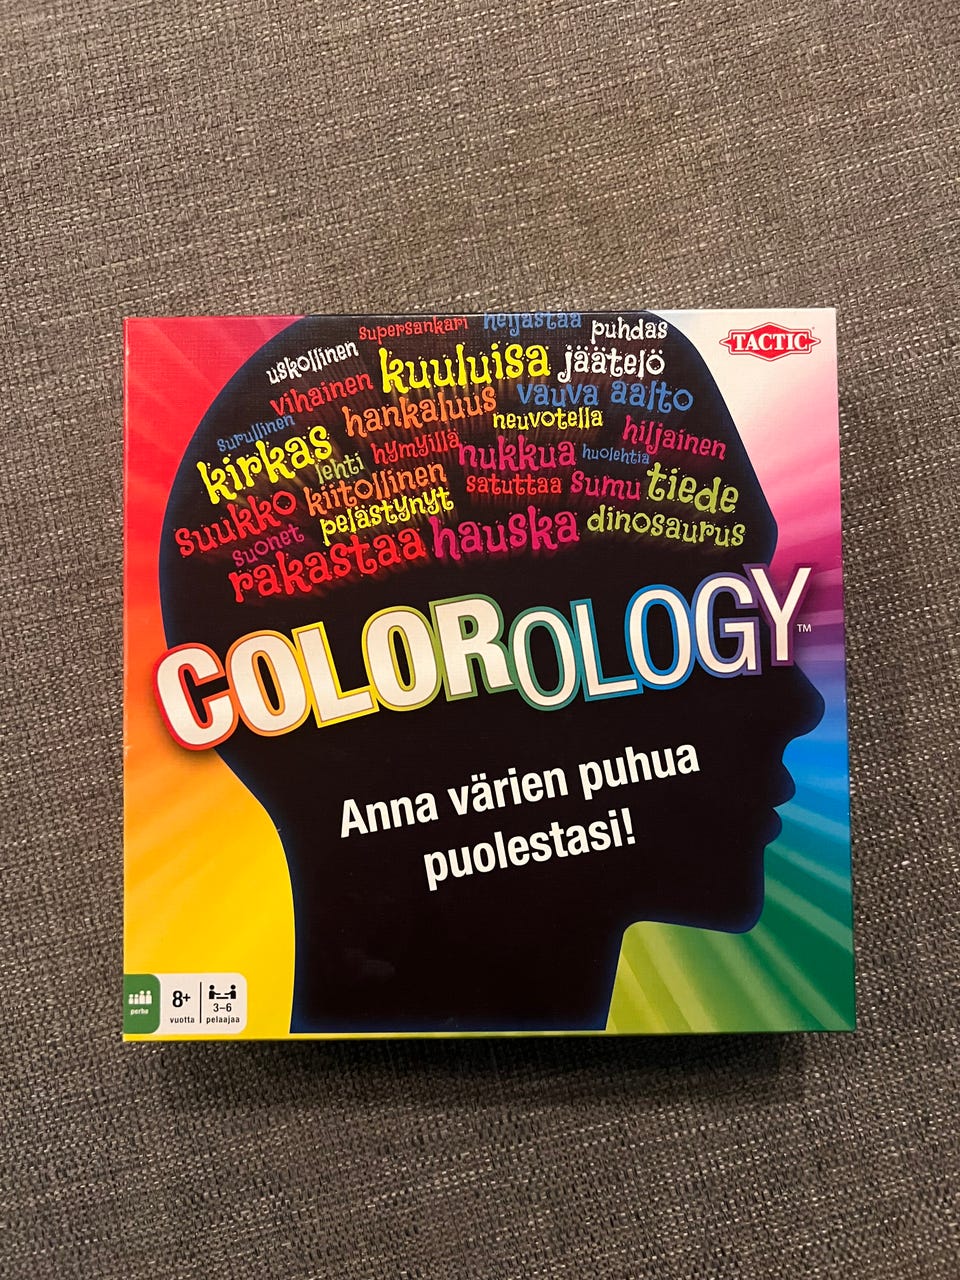 supersankari heijastaa puhdas
TACTIC
uskollinen kuuluisa jäätelö
vihainen hankaluus vauva aalto
surullinen neuvotella hiljainen
kirkas lehti hymyillä nukkua huolehtia
suukko kiitollinen satuttaa sumu tiede
suonet pelästynyt hauska dinosaurus
rakastaa
COLOROLOGY™
Anna värien puhua
puolestasi!
perhe
8+
vuotta
3–6
pelaajaa